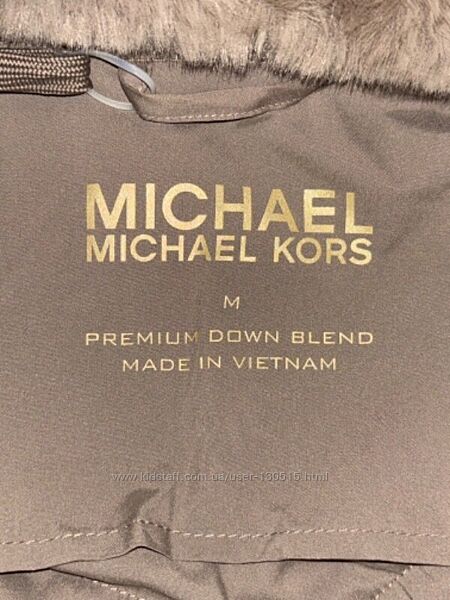 MICHAEL
MICHAEL KORS
M
PREMIUM DOWN BLEND
MADE IN VIETNAM
www.kidstaff.com.ua/user-130515.html